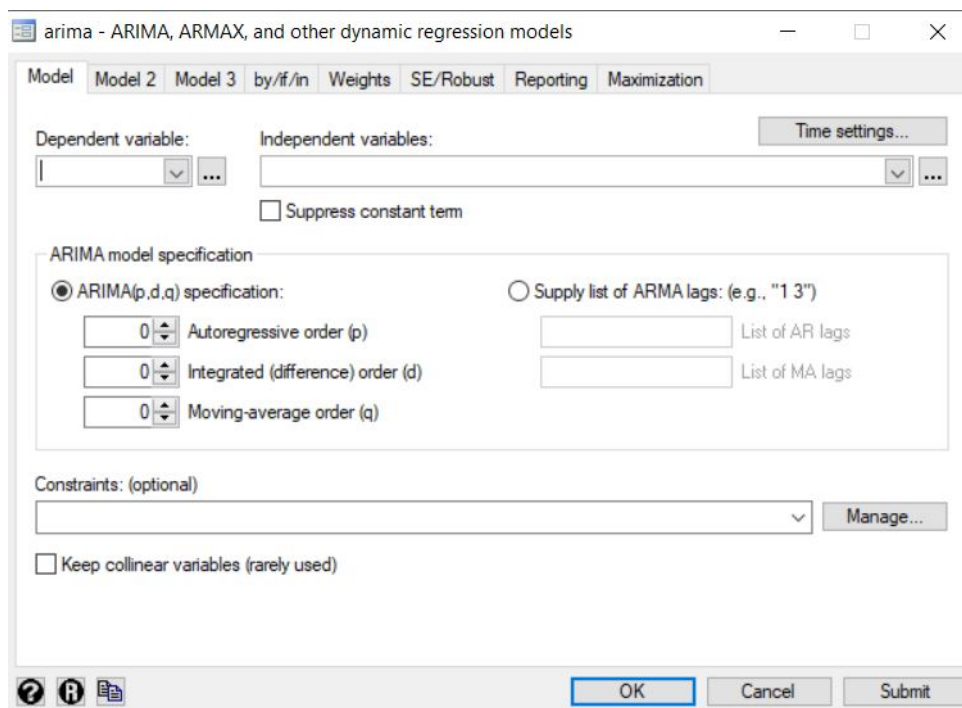 arima - ARIMA, ARMAX, and other dynamic regression models
Model Model 2 Model 3 by/if/in Weights SE/Robust Reporting Maximization
Time settings...
Dependent variable: Independent variables:
... ...
Suppress constant term
ARIMA model specification
ARIMA(p,d,q) specification: Supply list of ARMA lags: (e.g., "1 3")
0 Autoregressive order (p) List of AR lags
0 Integrated (difference) order (d) List of MA lags
0 Moving-average order (q)
Constraints: (optional)
Manage...
Keep collinear variables (rarely used)
? R OK Cancel Submit